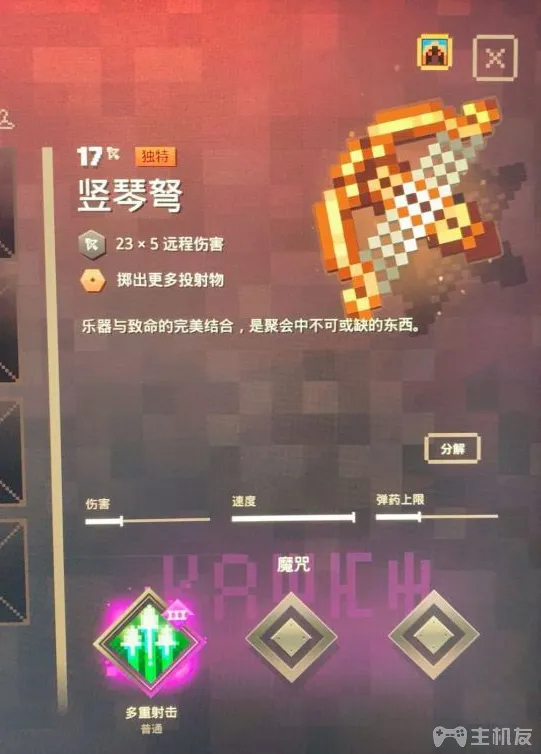 17 独特
竖琴弩
23 × 5 远程伤害
掷出更多投射物
乐器与致命的完美结合，是聚会中不可或缺的东西。
分解
伤害
速度
弹药上限
魔咒
多重射击
普通
主机友